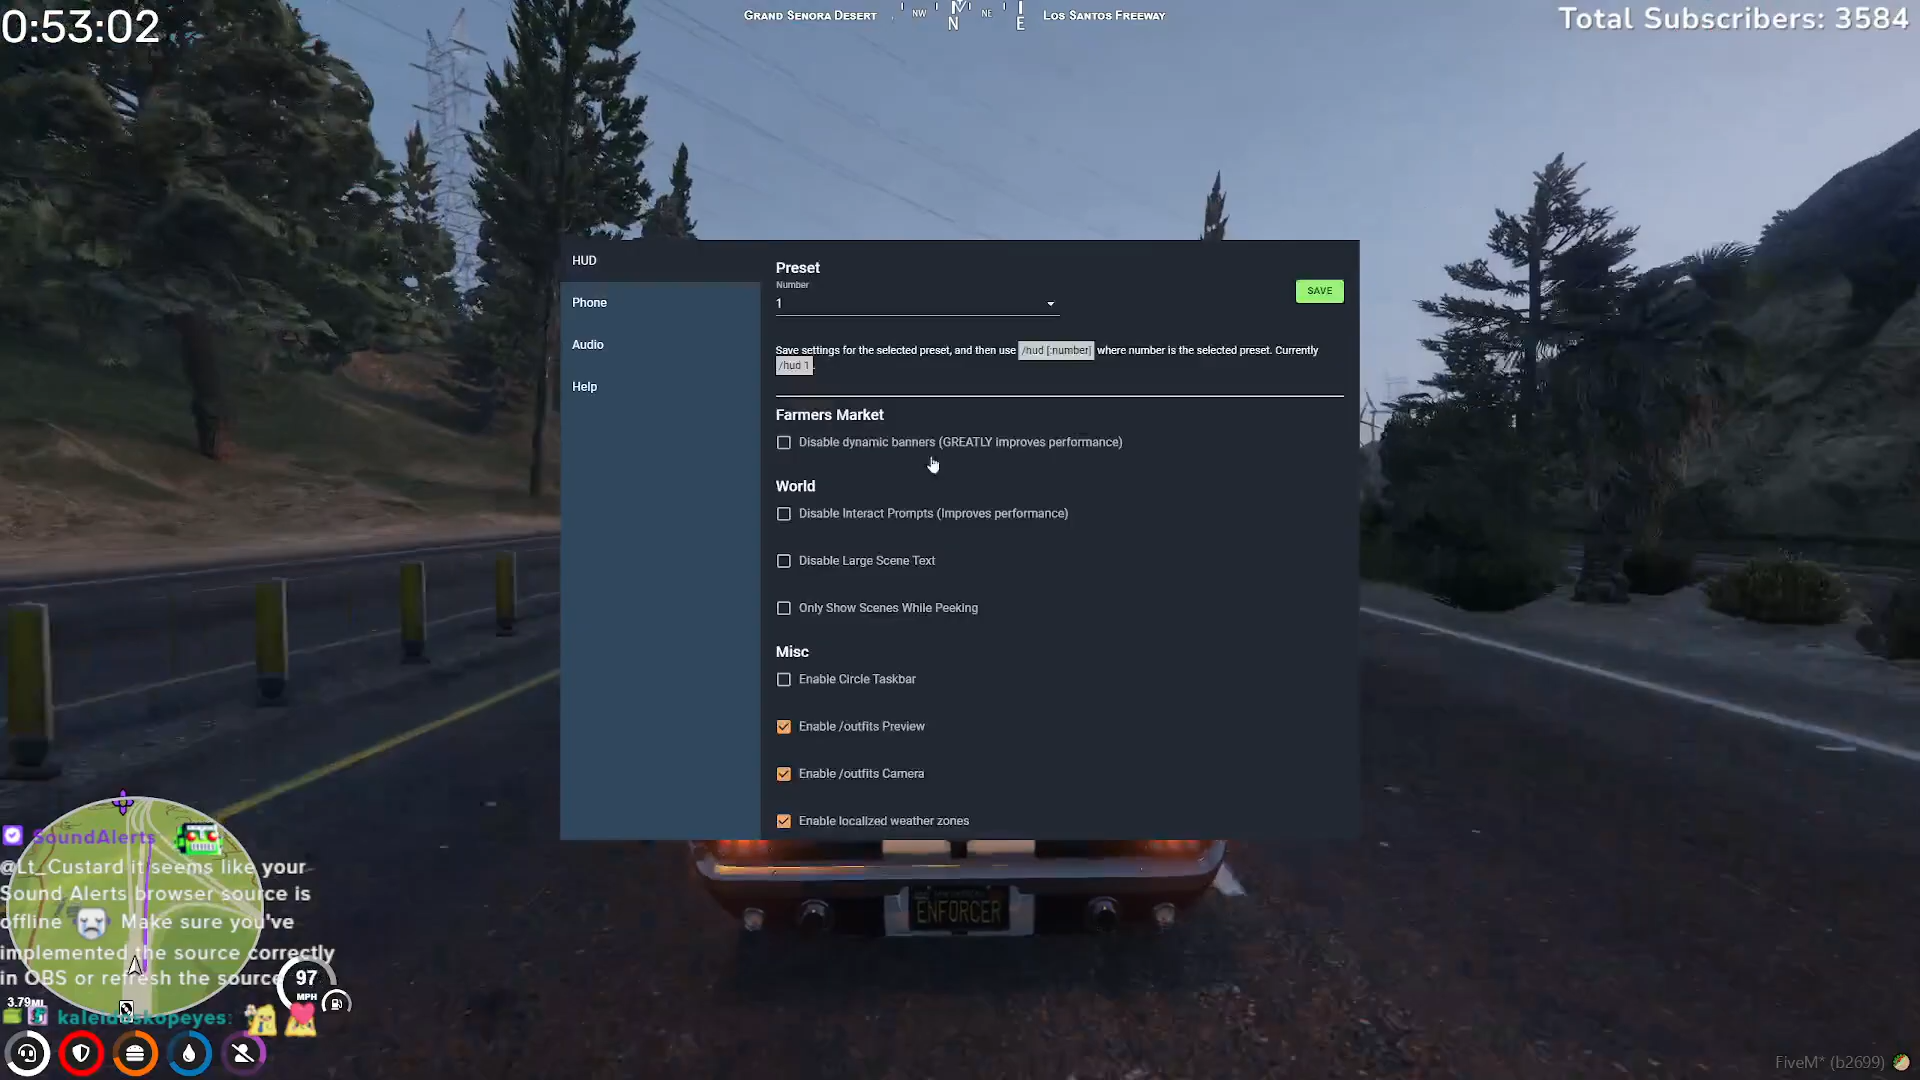 0:53:02
GRAND SENORA DESERT
NW
N
NE
E
LOS SANTOS FREEWAY
Total Subscribers: 3584
HUD
Phone
Audio
Help
Preset
Number
1
SAVE
Save settings for the selected preset, and then use /hud [:number] where number is the selected preset. Currently
/hud 1 .
Farmers Market
Disable dynamic banners (GREATLY improves performance)
World
Disable Interact Prompts (Improves performance)
Disable Large Scene Text
Only Show Scenes While Peeking
Misc
Enable Circle Taskbar
Enable /outfits Preview
Enable /outfits Camera
Enable localized weather zones
ENFORCER
SoundAlerts
@Lt_Custard it seems like your
Sound Alerts browser source is
offline Make sure you've
implemented the source correctly
in OBS or refresh the source
97
MPH
3.79MI
kaleidoskopeyes:
FiveM* (b2699)